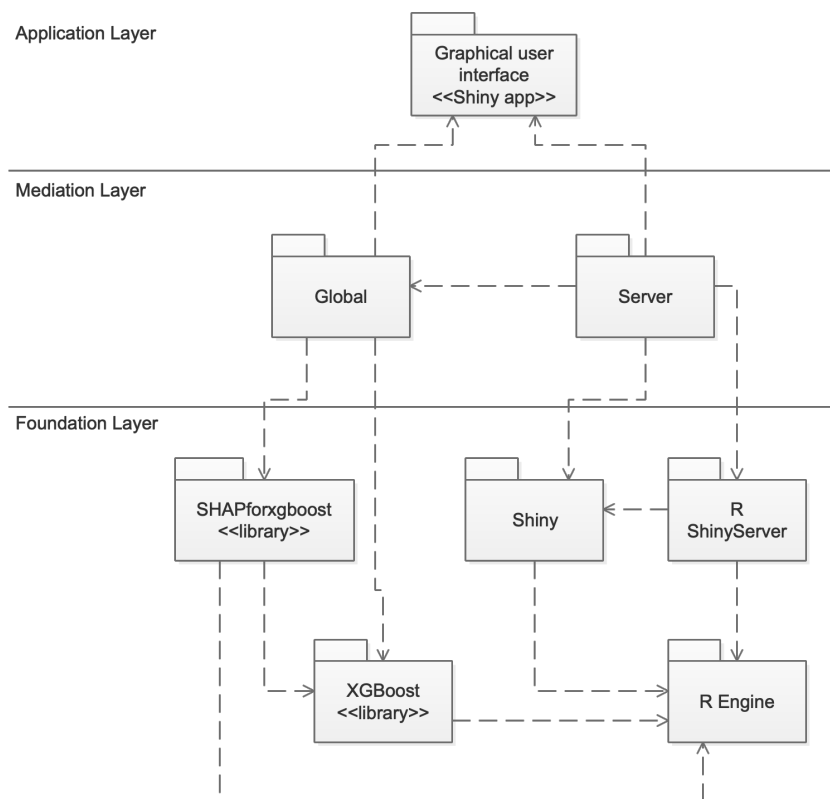 Application Layer
Graphical user
interface
<<Shiny app>>
Mediation Layer
Global
Server
Foundation Layer
SHAPforxgboost
<<library>>
Shiny
R
ShinyServer
XGBoost
<<library>>
R Engine